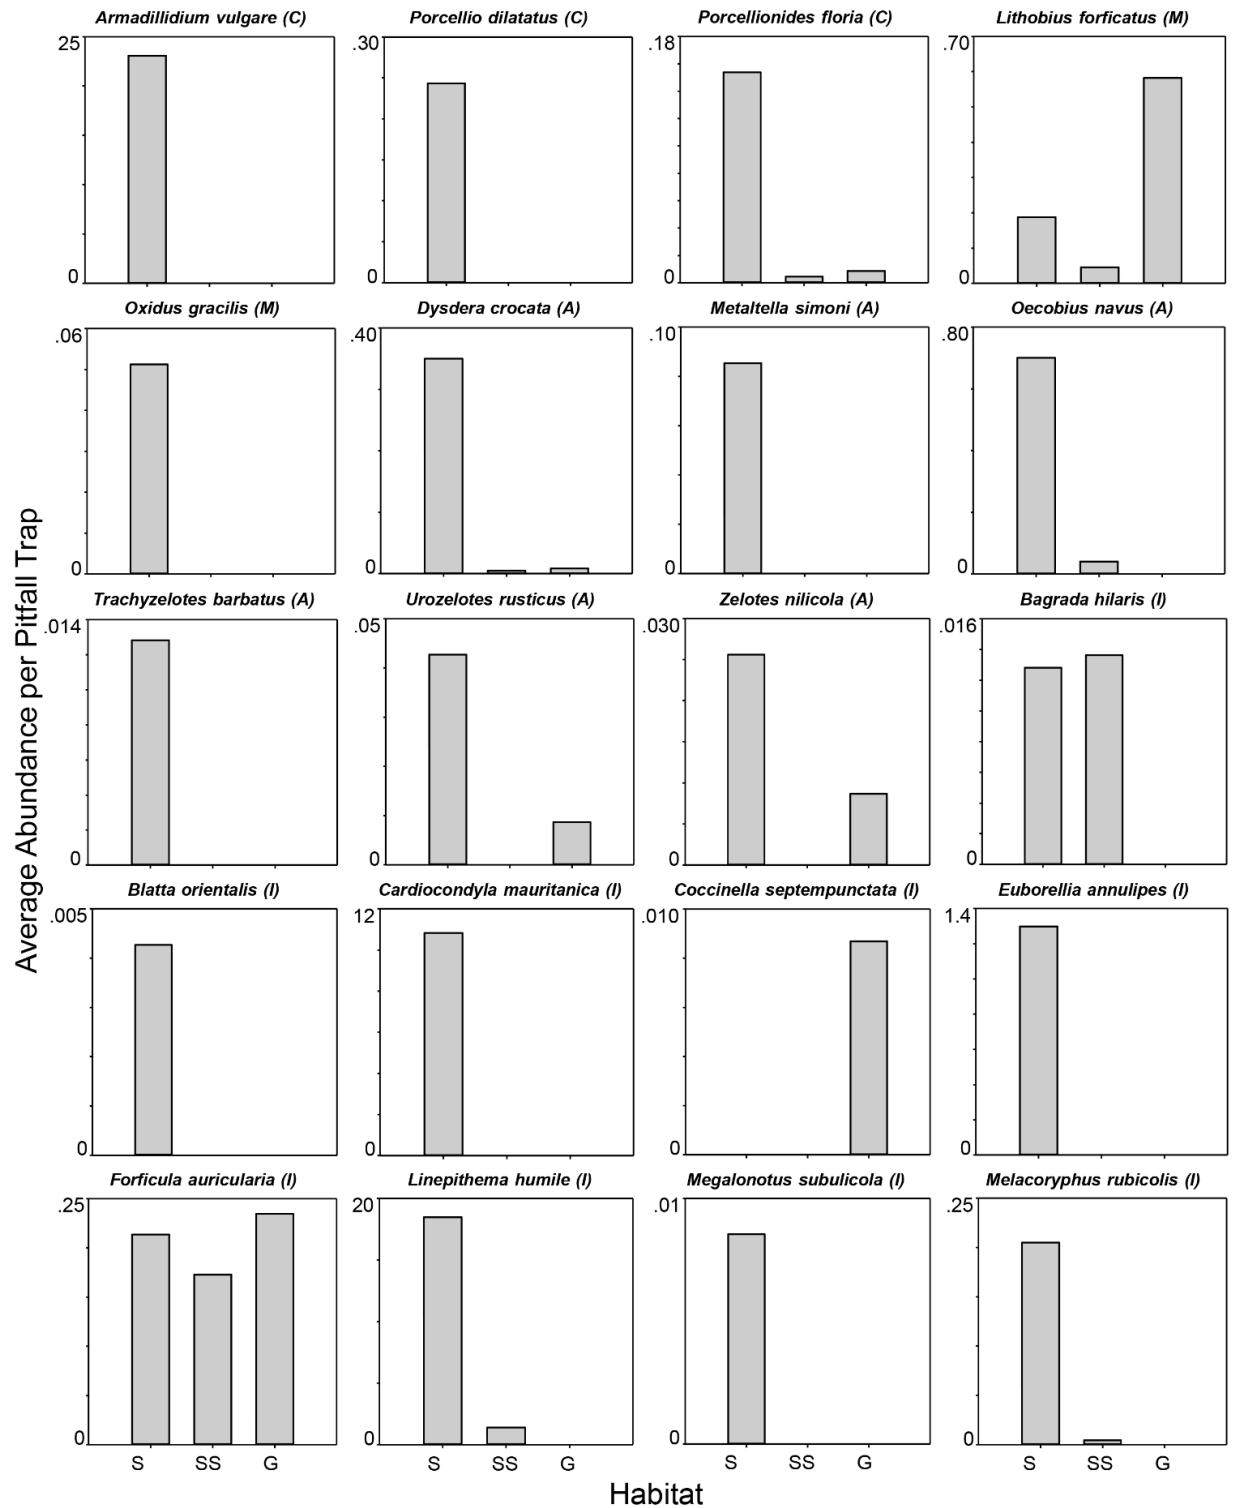 Armadillidium vulgare (C)
Porcellio dilatatus (C)
Porcellionides floria (C)
Lithobius forficatus (M)
25
0
.30
0
.18
0
.70
0
Oxidus gracilis (M)
Dysdera crocata (A)
Metaltella simoni (A)
Oecobius navus (A)
.06
0
.40
0
.10
0
.80
0
Trachyzelotes barbatus (A)
Urozelotes rusticus (A)
Zelotes nilicola (A)
Bagrada hilaris (I)
.014
0
.05
0
.030
0
.016
0
Blatta orientalis (I)
Cardiocondyla mauritanica (I)
Coccinella septempunctata (I)
Euborellia annulipes (I)
.005
0
12
0
.010
0
1.4
0
Forficula auricularia (I)
Linepithema humile (I)
Megalonotus subulicola (I)
Melacoryphus rubicolis (I)
.25
0
20
0
.01
0
.25
0
S SS G
S SS G
S SS G
S SS G
Habitat
Average Abundance per Pitfall Trap